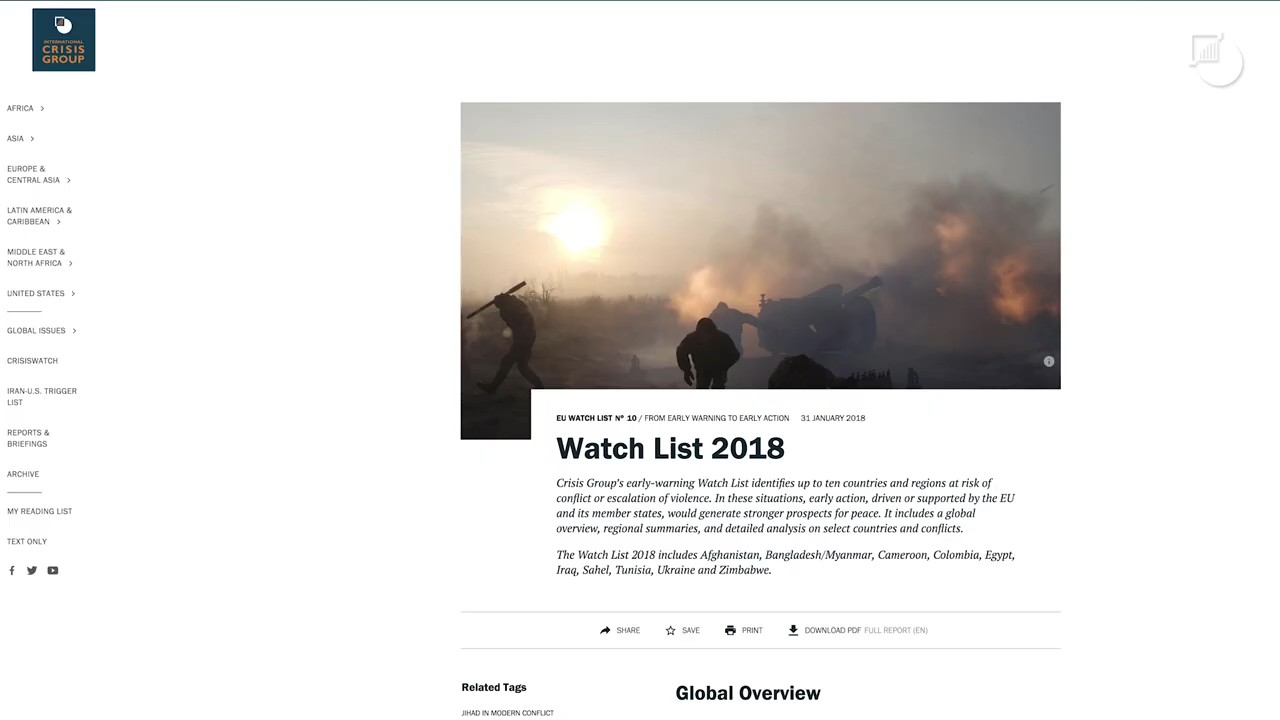 INTERNATIONAL
CRISIS
GROUP
AFRICA
ASIA
EUROPE &
CENTRAL ASIA
LATIN AMERICA &
CARIBBEAN
MIDDLE EAST &
NORTH AFRICA
UNITED STATES
GLOBAL ISSUES
CRISISWATCH
IRAN-U.S. TRIGGER
LIST
REPORTS &
BRIEFINGS
ARCHIVE
MY READING LIST
TEXT ONLY
EU WATCH LIST Nº 10 / FROM EARLY WARNING TO EARLY ACTION 31 JANUARY 2018
Watch List 2018
Crisis Group's early-warning Watch List identifies up to ten countries and regions at risk of
conflict or escalation of violence. In these situations, early action, driven or supported by the EU
and its member states, would generate stronger prospects for peace. It includes a global
overview, regional summaries, and detailed analysis on select countries and conflicts.
The Watch List 2018 includes Afghanistan, Bangladesh/Myanmar, Cameroon, Colombia, Egypt,
Iraq, Sahel, Tunisia, Ukraine and Zimbabwe.
SHARE SAVE PRINT DOWNLOAD PDF FULL REPORT (EN)
Related Tags
JIHAD IN MODERN CONFLICT
Global Overview